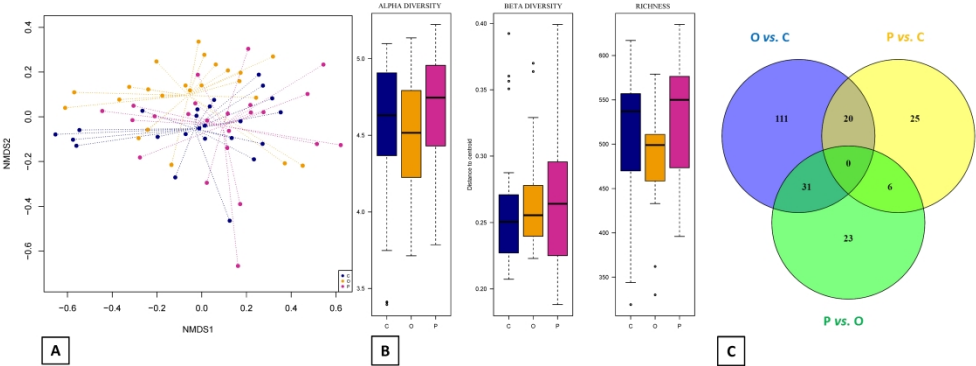 0.4
0.2
0.0
−0.2
−0.4
−0.6
NMDS2
−0.6
−0.4
−0.2
0.0
0.2
0.4
0.6
NMDS1
C
O
P
A
ALPHA DIVERSITY
5.0
4.5
4.0
3.5
C
O
P
B
BETA DIVERSITY
Distance to centroid
0.40
0.35
0.30
0.25
0.20
C
O
P
RICHNESS
600
550
500
450
400
350
C
O
P
C
O vs. C
P vs. C
111
20
25
0
31
6
23
P vs. O